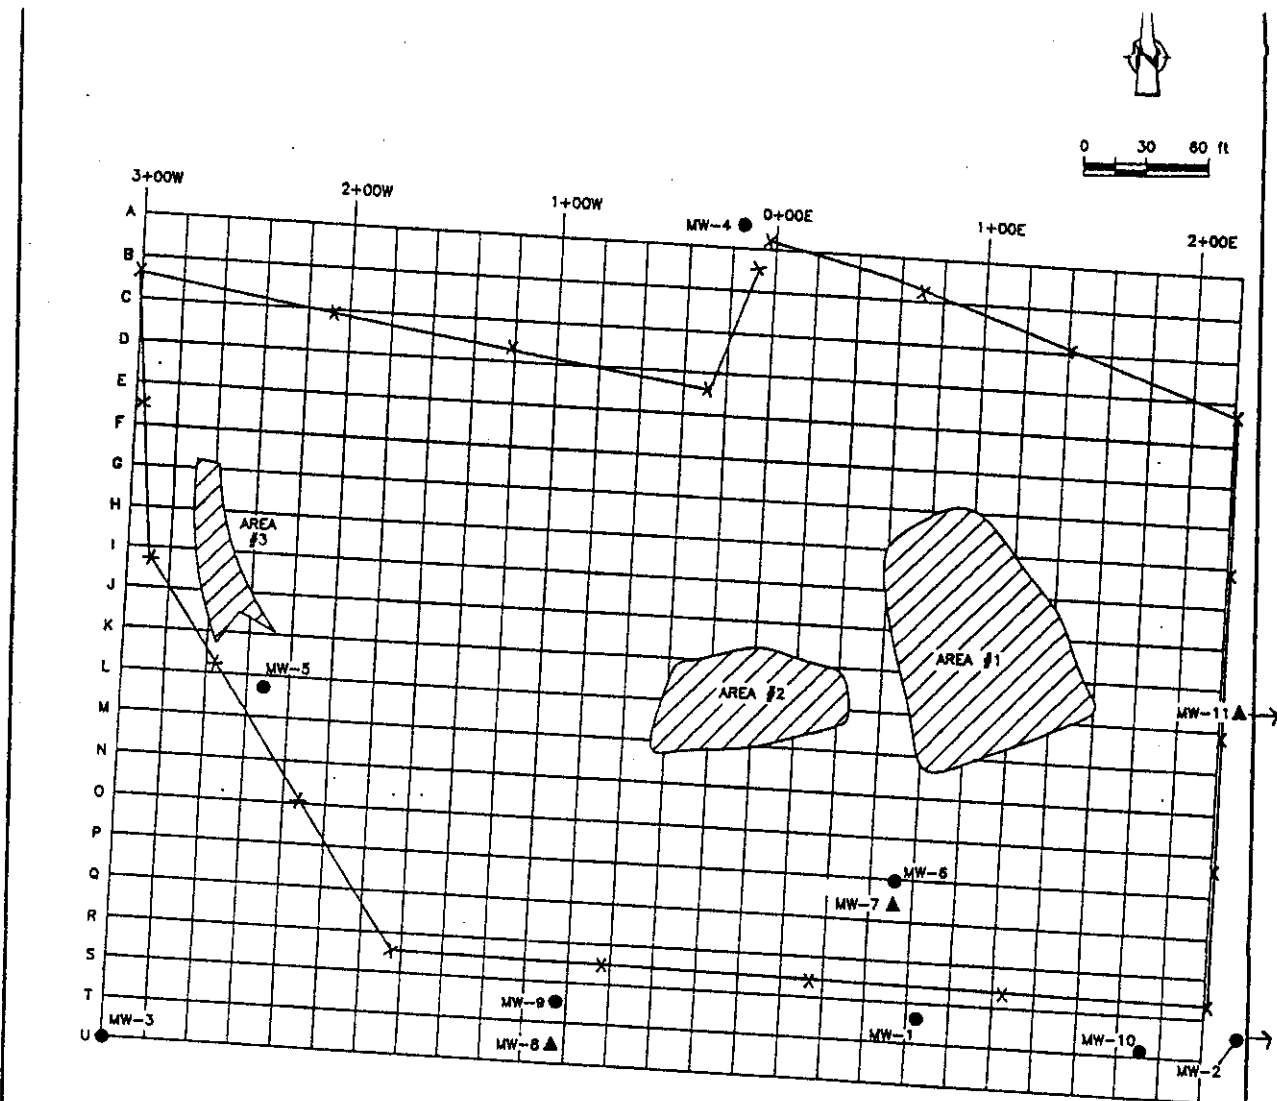 N
0 30 60 ft
3+00W
2+00W
1+00W
0+00E
1+00E
2+00E
MW-4
A
B
C
D
E
F
G
H
I
J
K
L
M
N
O
P
Q
R
S
T
U
AREA
#3
MW-5
AREA #1
AREA #2
MW-11
MW-6
MW-7
MW-9
MW-3
MW-8
MW-1
MW-10
MW-2